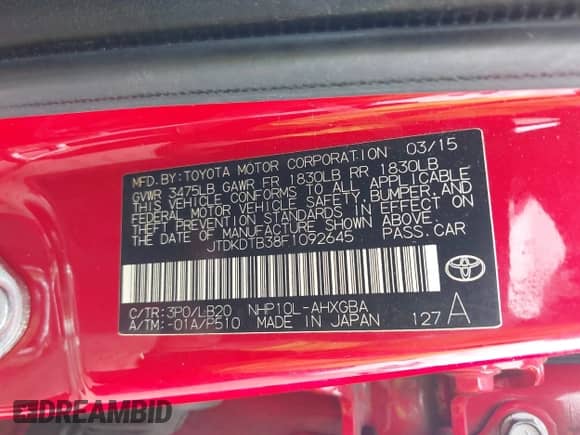 MFD.BY:TOYOTA MOTOR CORPORATION 03/15
GVWR 3475LB GAWR FR 1830LB RR 1830LB
THIS VEHICLE CONFORMS TO ALL APPLICABLE
FEDERAL MOTOR VEHICLE SAFETY,BUMPER,AND
THEFT PREVENTION STANDARDS IN EFFECT ON
THE DATE OF MANUFACTURE SHOWN ABOVE.
JTDKDTB38F1092645 PASS.CAR
C/TR:3P0/LB20 NHP10L-AHXGBA
A/TM:-01A/P510 MADE IN JAPAN 127 A
DREAMBID